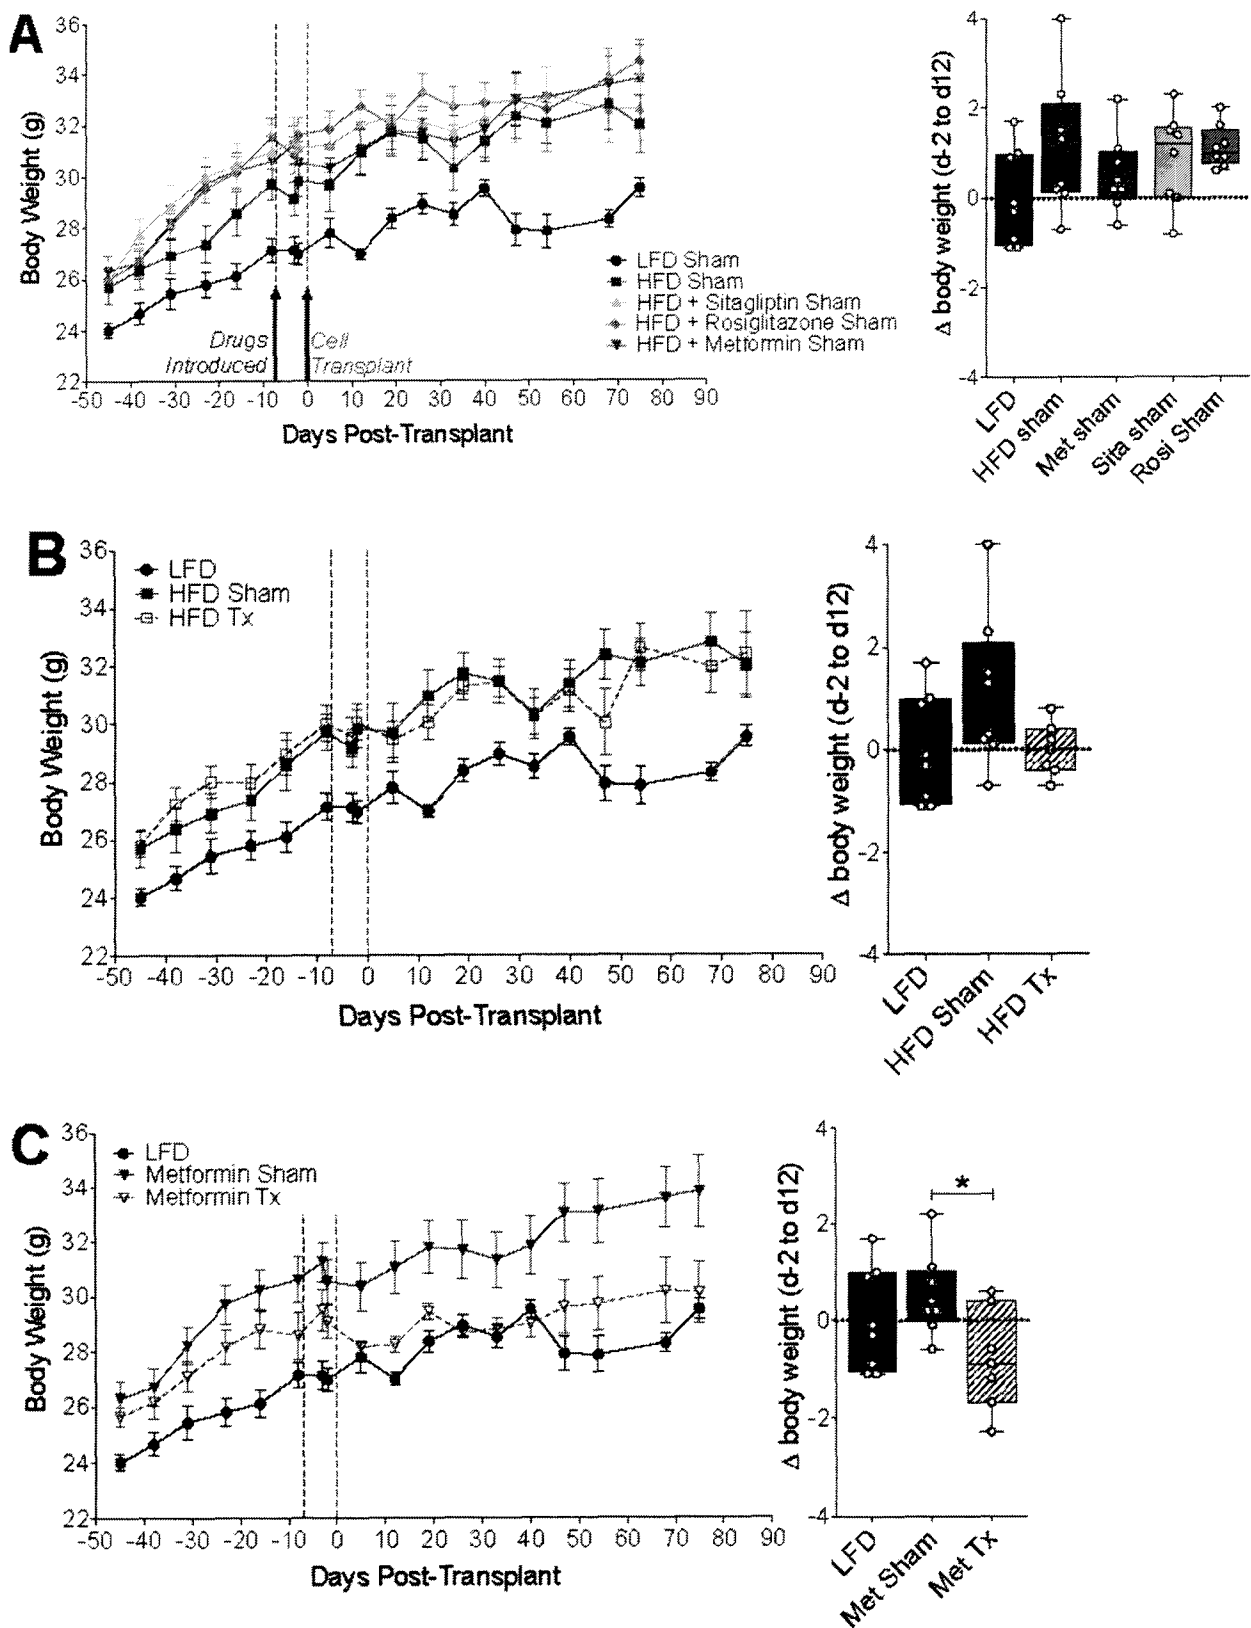 A
36
34
32
30
28
26
24
22
Body Weight (g)
LFD Sham
HFD Sham
HFD + Sitagliptin Sham
HFD + Rosiglitazone Sham
HFD + Metformin Sham
Drugs
Introduced
Cell
Transplant
-50 -40 -30 -20 -10 0 10 20 30 40 50 60 70 80 90
Days Post-Transplant
4
2
0
-2
-4
Δ body weight (d-2 to d12)
LFD
HFD sham
Met sham
Sita sham
Rosi Sham
B
36
34
32
30
28
26
24
22
Body Weight (g)
LFD
HFD Sham
HFD Tx
-50 -40 -30 -20 -10 0 10 20 30 40 50 60 70 80 90
Days Post-Transplant
4
2
0
-2
-4
Δ body weight (d-2 to d12)
LFD
HFD Sham
HFD Tx
C
36
34
32
30
28
26
24
22
Body Weight (g)
LFD
Metformin Sham
Metformin Tx
-50 -40 -30 -20 -10 0 10 20 30 40 50 60 70 80 90
Days Post-Transplant
4
2
0
-2
-4
Δ body weight (d-2 to d12)
*
LFD
Met Sham
Met Tx